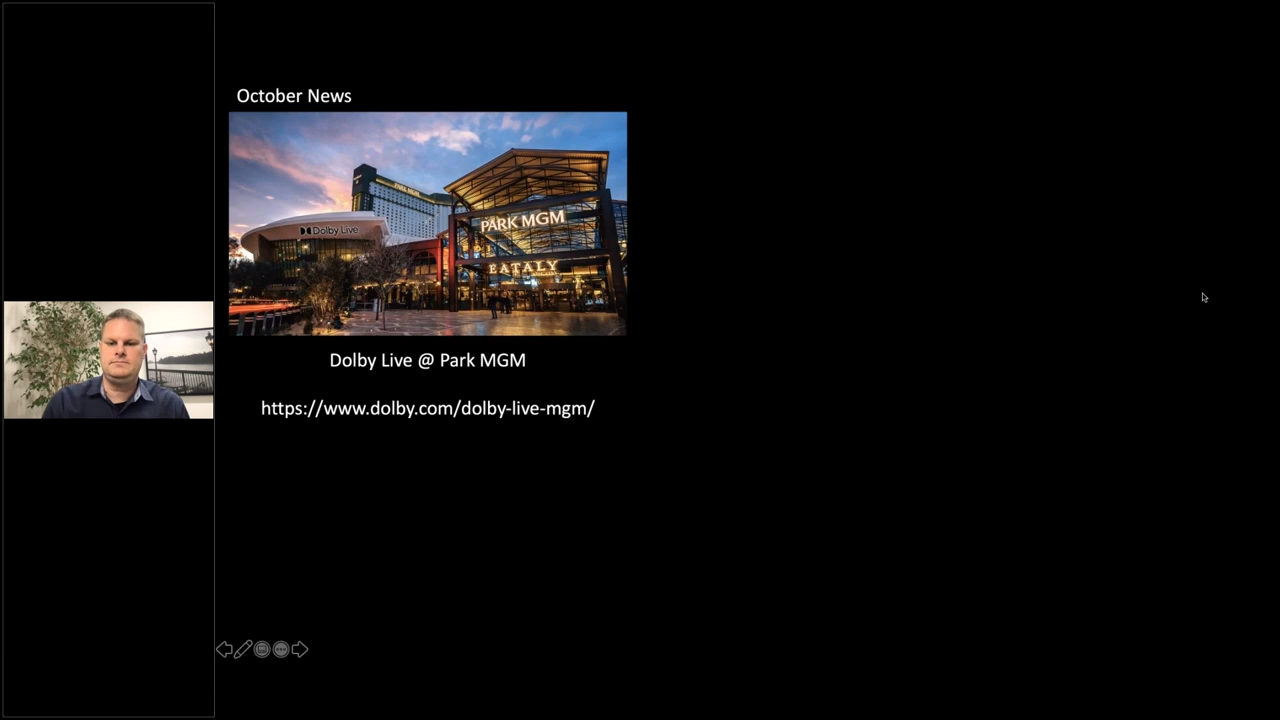 October News
PARK MGM
Dolby Live
PARK MGM
EATALY
Dolby Live @ Park MGM
https://www.dolby.com/dolby-live-mgm/